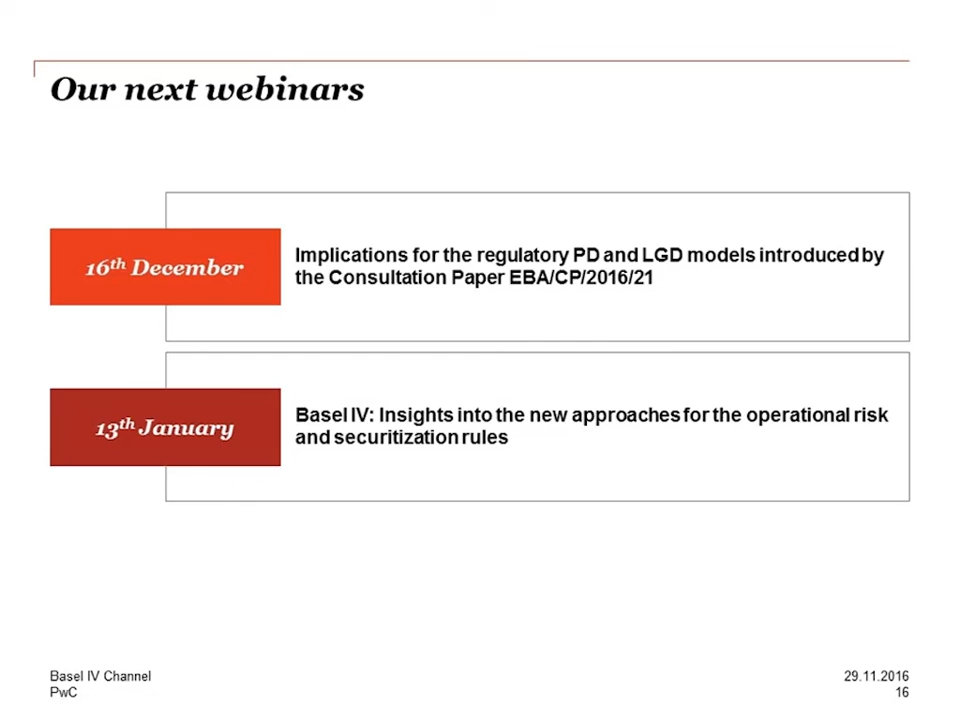 Our next webinars
16th December
Implications for the regulatory PD and LGD models introduced by
the Consultation Paper EBA/CP/2016/21
13th January
Basel IV: Insights into the new approaches for the operational risk
and securitization rules
Basel IV Channel
29.11.2016
PwC
16